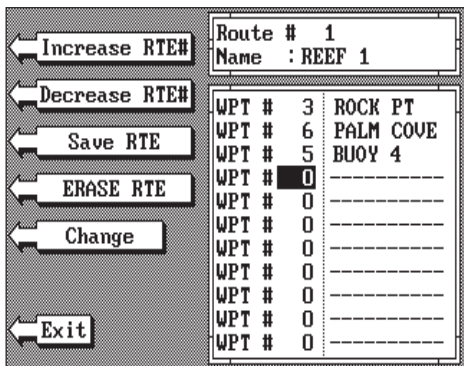 Increase RTE#
Decrease RTE#
Save RTE
ERASE RTE
Change
Exit
Route # 1
Name :REEF 1
WPT # 3 ROCK PT
WPT # 6 PALM COVE
WPT # 5 BUOY 4
WPT # 0 ----------
WPT # 0 ----------
WPT # 0 ----------
WPT # 0 ----------
WPT # 0 ----------
WPT # 0 ----------
WPT # 0 ----------
WPT # 0 ----------